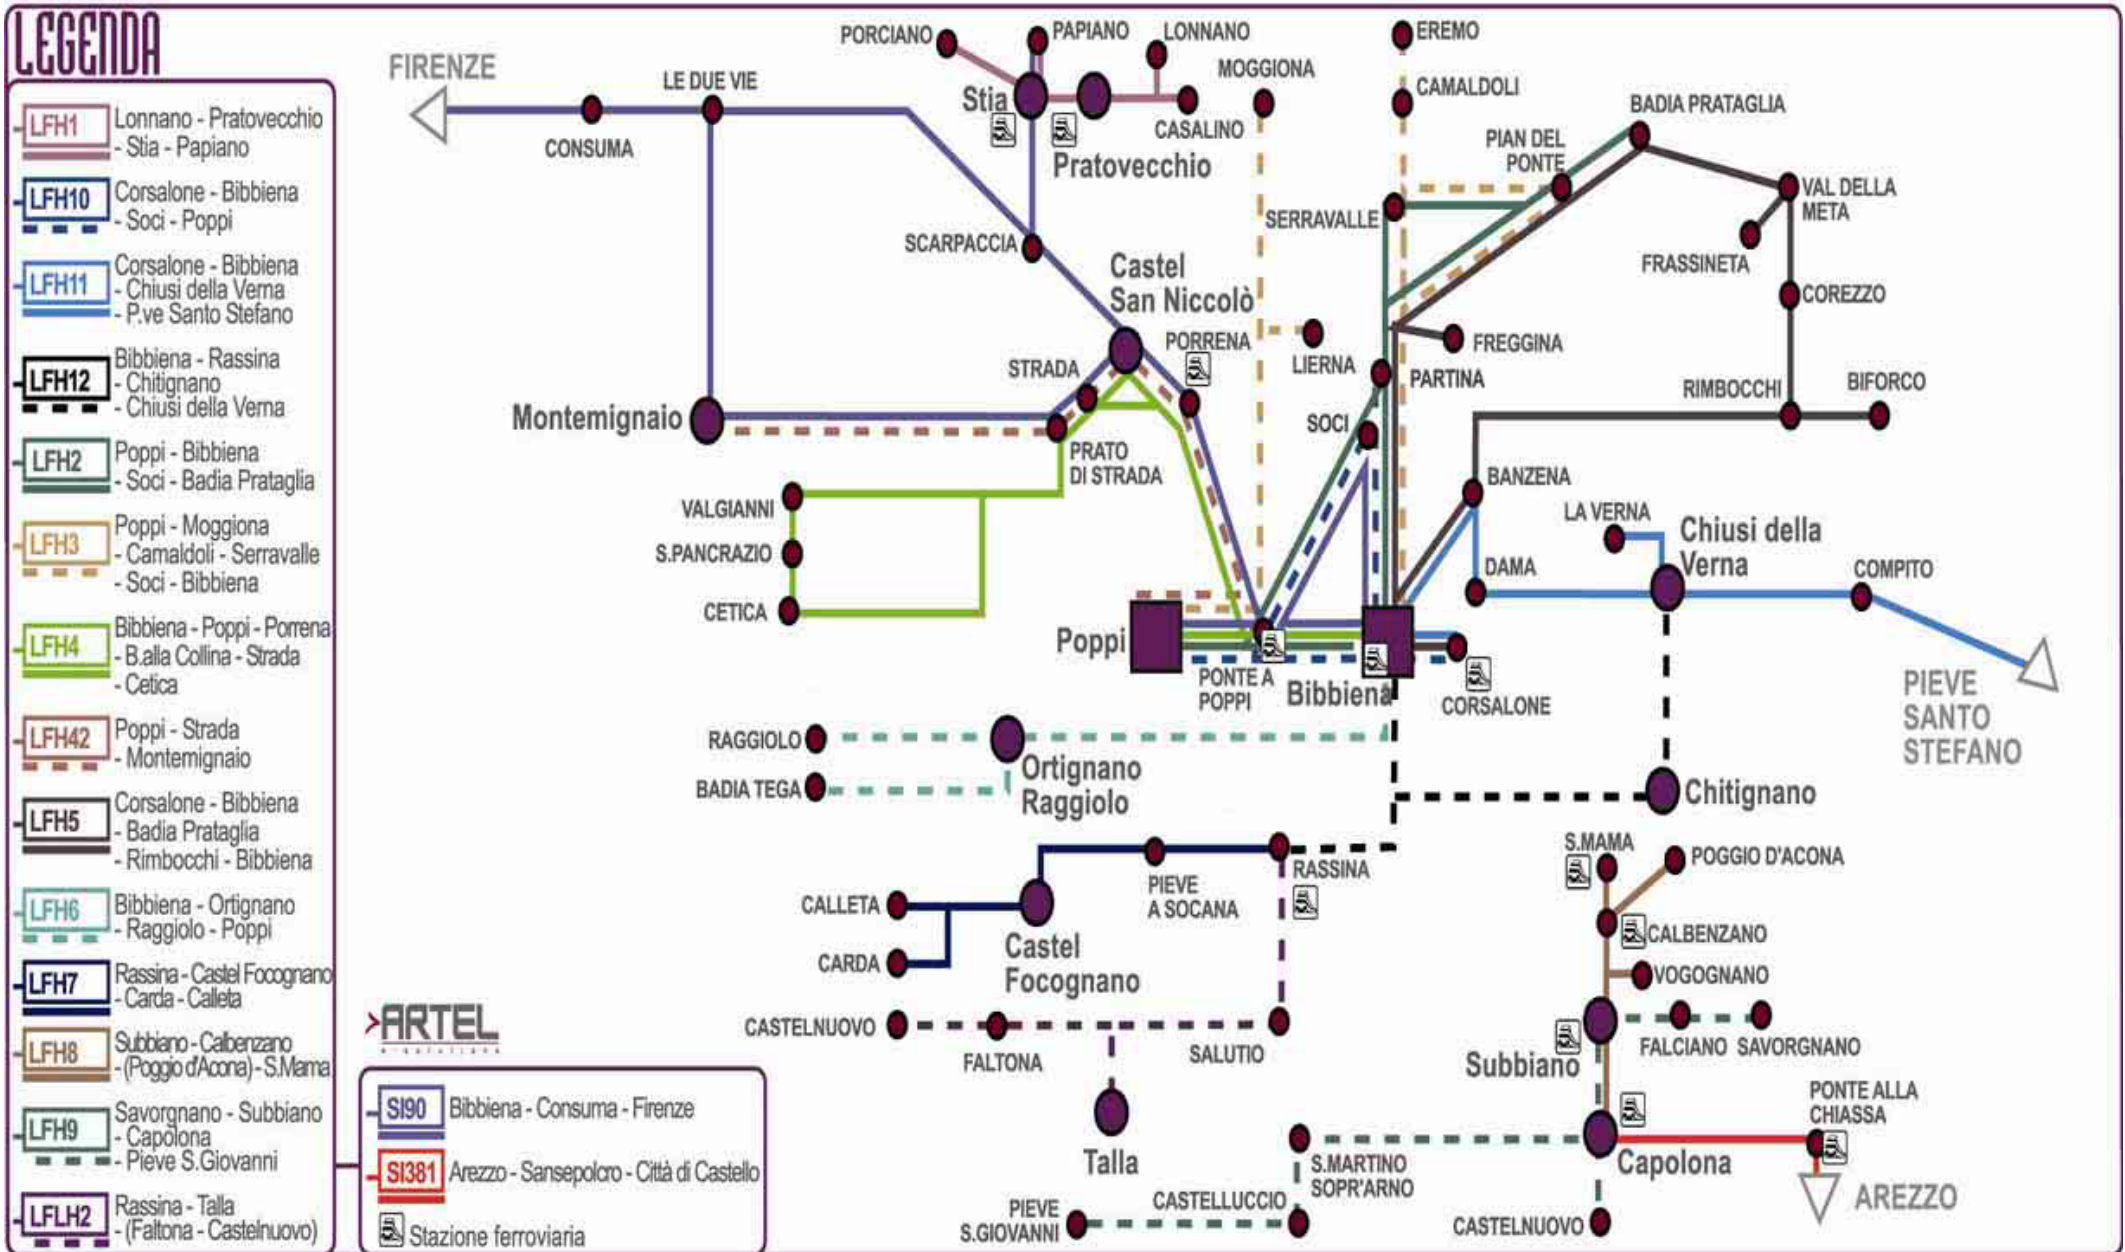 LEGENDA
LFH1
Lonnano - Pratovecchio
- Stia - Papiano
LFH10
Corsalone - Bibbiena
- Soci - Poppi
LFH11
Corsalone - Bibbiena
- Chiusi della Verna
- P.ve Santo Stefano
LFH12
Bibbiena - Rassina
- Chitignano
- Chiusi della Verna
LFH2
Poppi - Bibbiena
- Soci - Badia Prataglia
LFH3
Poppi - Moggiona
- Camaldoli - Serravalle
- Soci - Bibbiena
LFH4
Bibbiena - Poppi - Porrena
- B.alla Collina - Strada
- Cetica
LFH42
Poppi - Strada
- Montemignaio
LFH5
Corsalone - Bibbiena
- Badia Prataglia
- Rimbocchi - Bibbiena
LFH6
Bibbiena - Ortignano
- Raggiolo - Poppi
LFH7
Rassina - Castel Focognano
- Carda - Calleta
LFH8
Subbiano - Calbenzano
- (Poggio d'Acona) - S.Mama
LFH9
Savorgnano - Subbiano
- Capolona
- Pieve S.Giovanni
LFLH2
Rassina - Talla
- (Faltona - Castelnuovo)
ARTEL
SI90
Bibbiena - Consuma - Firenze
SI381
Arezzo - Sansepolcro - Città di Castello
Stazione ferroviaria
FIRENZE
CONSUMA
LE DUE VIE
PORCIANO
PAPIANO
LONNANO
Stia
Pratovecchio
CASALINO
MOGGIONA
EREMO
CAMALDOLI
BADIA PRATAGLIA
PIAN DEL
PONTE
SERRAVALLE
VAL DELLA
META
FRASSINETA
COREZZO
SCARPACCIA
Castel
San Niccolò
PORRENA
STRADA
LIERNA
FREGGINA
PARTINA
SOCI
RIMBOCCHI
BIFORCO
Montemignaio
PRATO
DI STRADA
VALGIANNI
S.PANCRAZIO
CETICA
BANZENA
LA VERNA
Chiusi della
Verna
DAMA
COMPITO
Poppi
PONTE A
POPPI
Bibbiena
CORSALONE
PIEVE
SANTO
STEFANO
RAGGIOLO
BADIA TEGA
Ortignano
Raggiolo
Chitignano
RASSINA
PIEVE
A SOCANA
CALLETA
CARDA
Castel
Focognano
S.MAMA
POGGIO D'ACONA
CALBENZANO
VOGOGNANO
CASTELNUOVO
FALTONA
SALUTIO
Talla
Subbiano
FALCIANO
SAVORGNANO
PONTE ALLA
CHIASSA
S.MARTINO
SOPR'ARNO
Capolona
AREZZO
PIEVE
S.GIOVANNI
CASTELLUCCIO
CASTELNUOVO